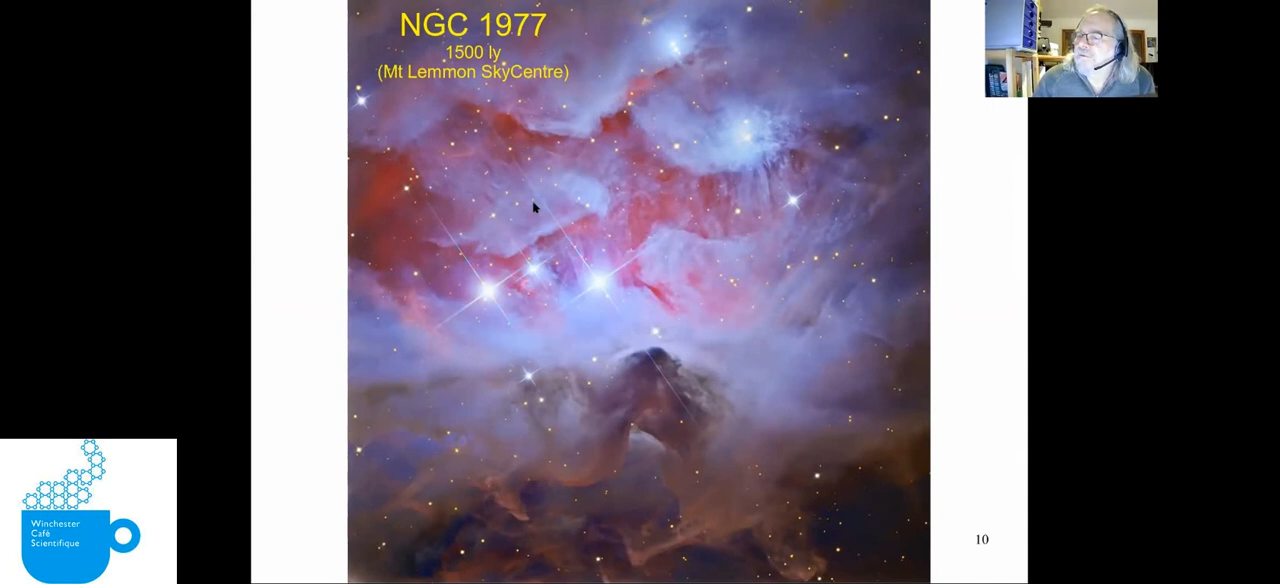 NGC 1977
1500 ly
(Mt Lemmon SkyCentre)
Winchester
Café
Scientifique
10